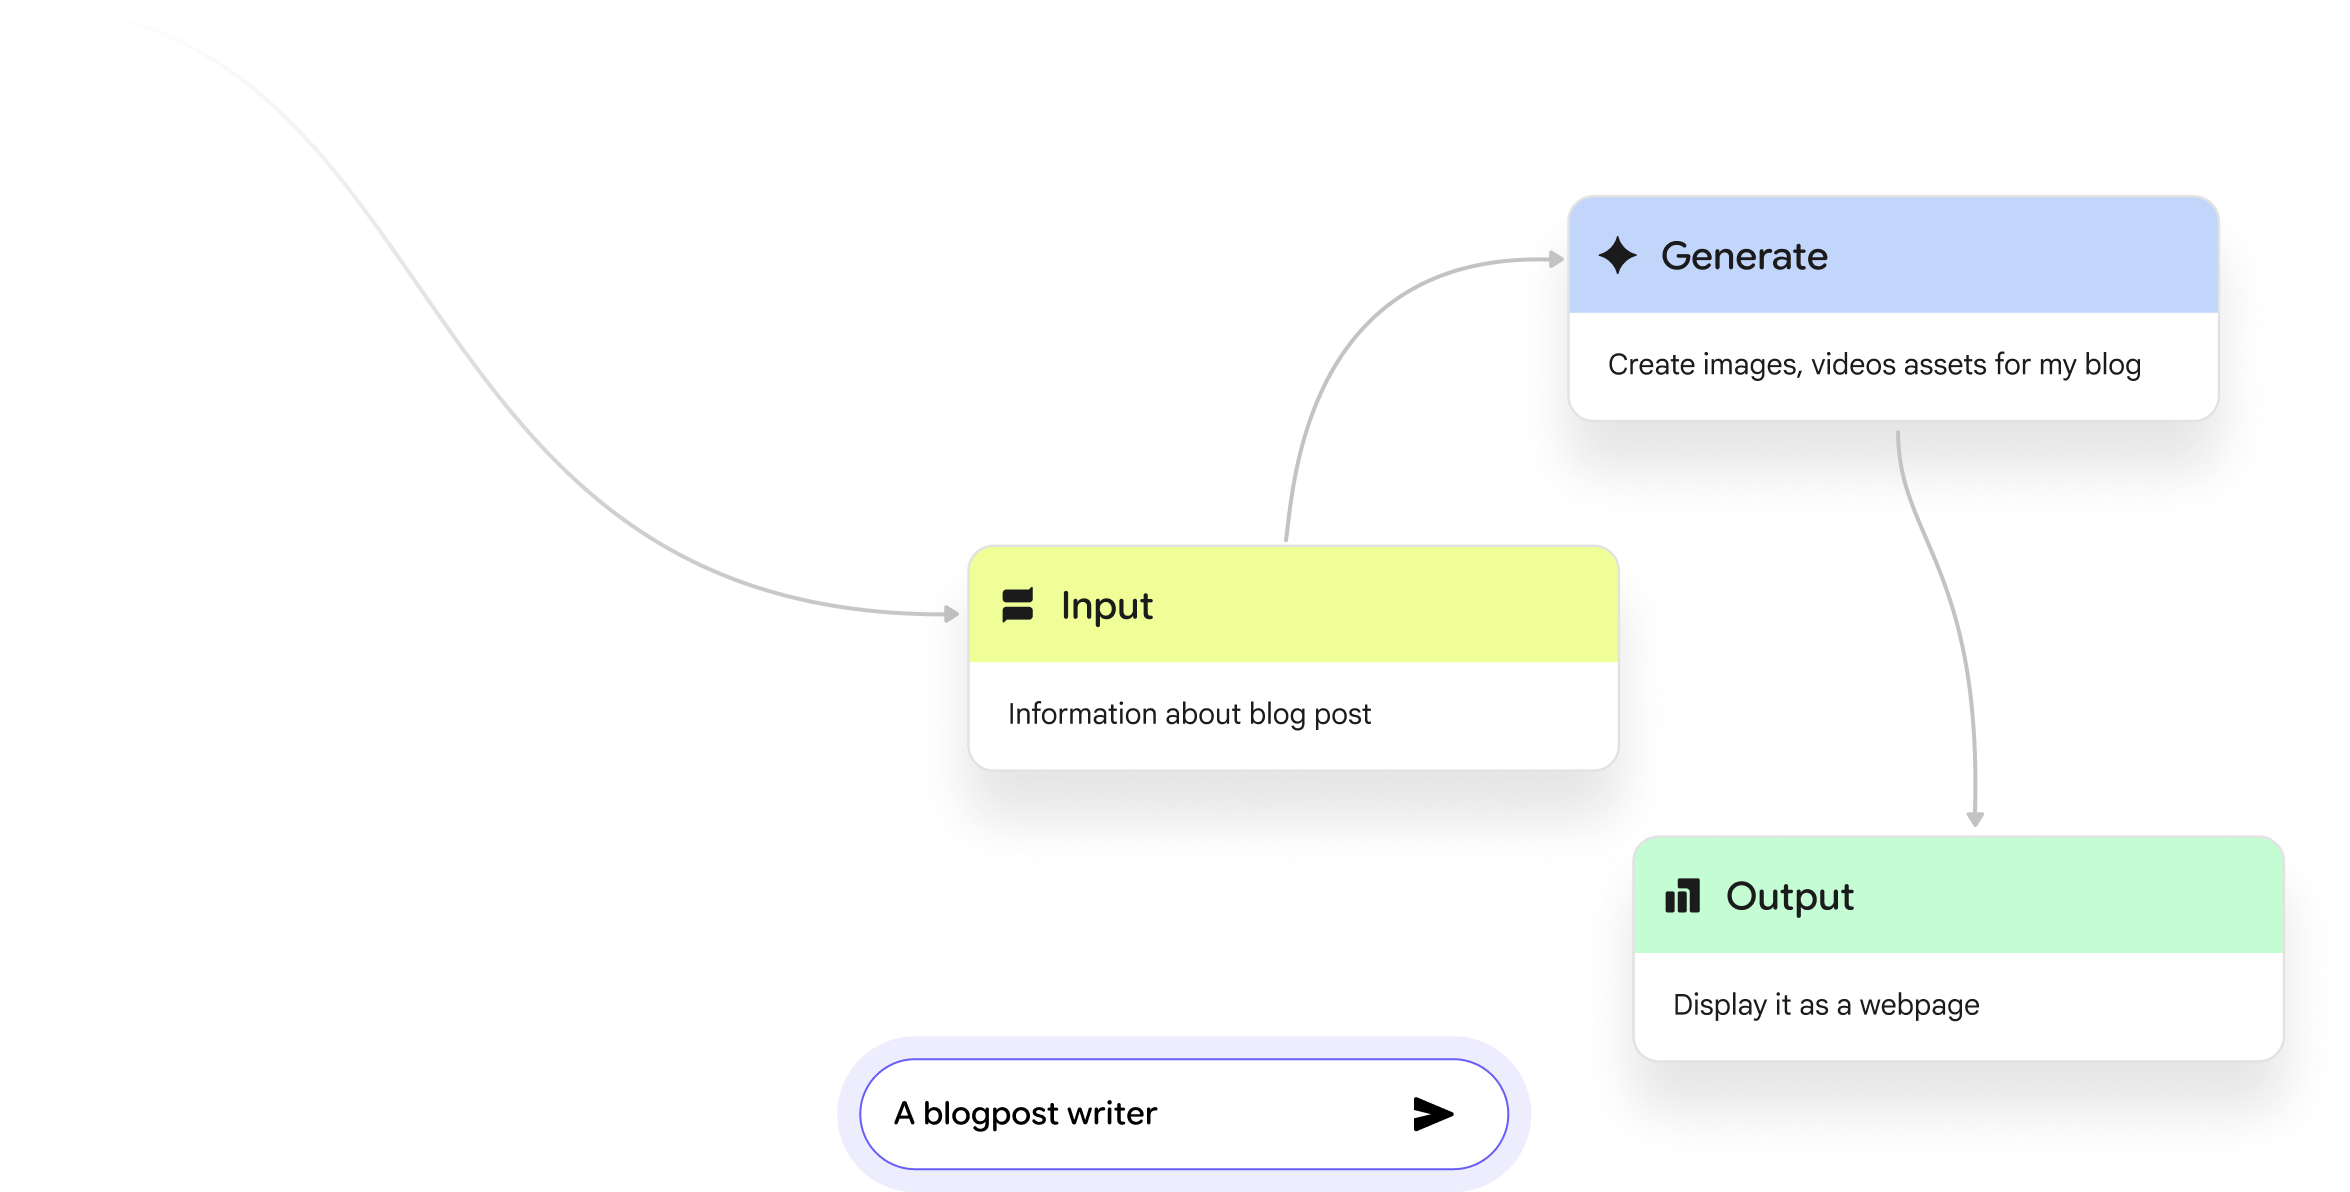 Generate
Create images, videos assets for my blog
Input
Information about blog post
Output
Display it as a webpage
A blogpost writer